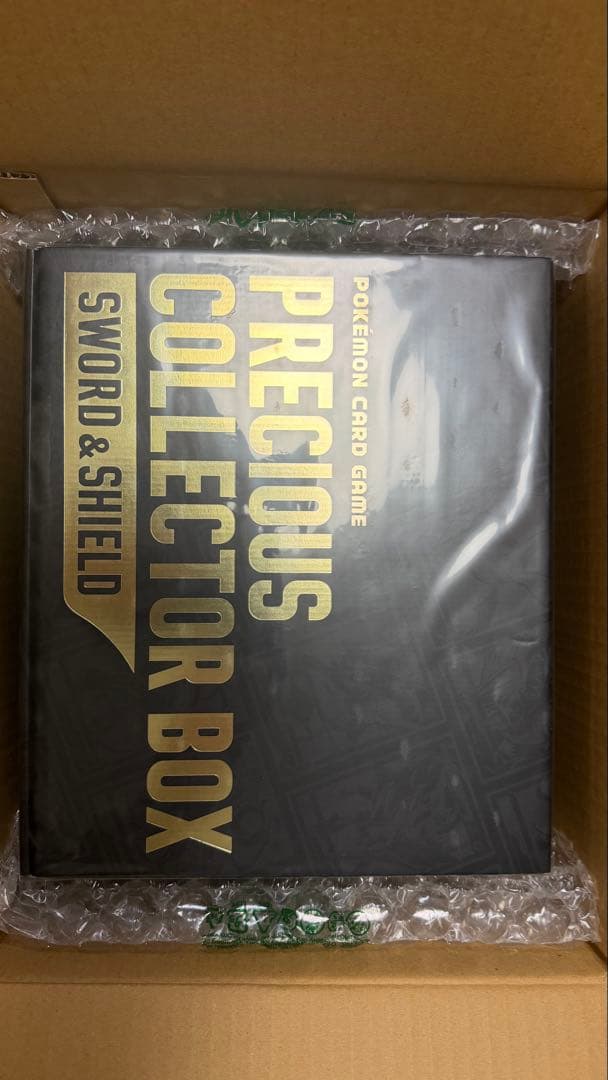 POKÉMON CARD GAME
PRECIOUS
COLLECTOR BOX
SWORD & SHIELD